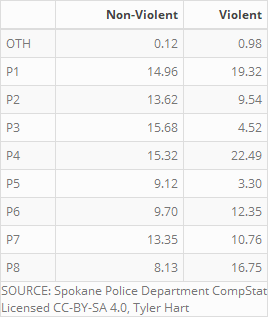 Non-Violent Violent
OTH 0.12 0.98
P1 14.96 19.32
P2 13.62 9.54
P3 15.68 4.52
P4 15.32 22.49
P5 9.12 3.30
P6 9.70 12.35
P7 13.35 10.76
P8 8.13 16.75
SOURCE: Spokane Police Department CompStat
Licensed CC-BY-SA 4.0, Tyler Hart